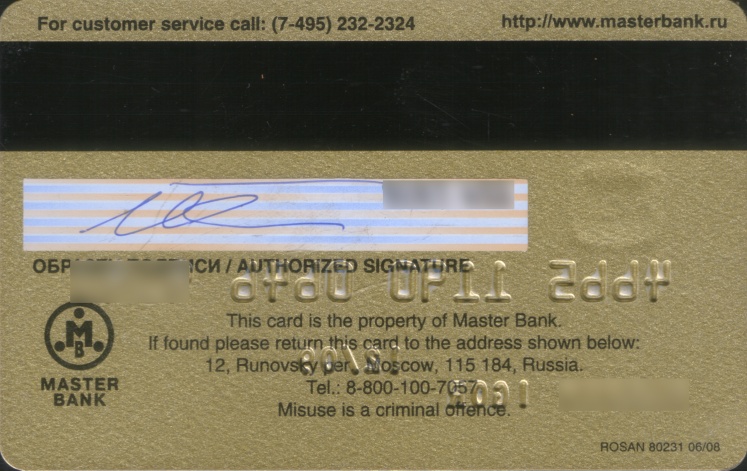 For customer service call: (7-495) 232-2324
http://www.masterbank.ru
/ AUTHORIZED SIGNATURE
This card is the property of Master Bank.
If found please return this card to the address shown below:
12, Runovsky per., Moscow, 115 184, Russia.
Tel.: 8-800-100-7057
Misuse is a criminal offence.
MB
MASTER
BANK
ROSAN 80231 06/08